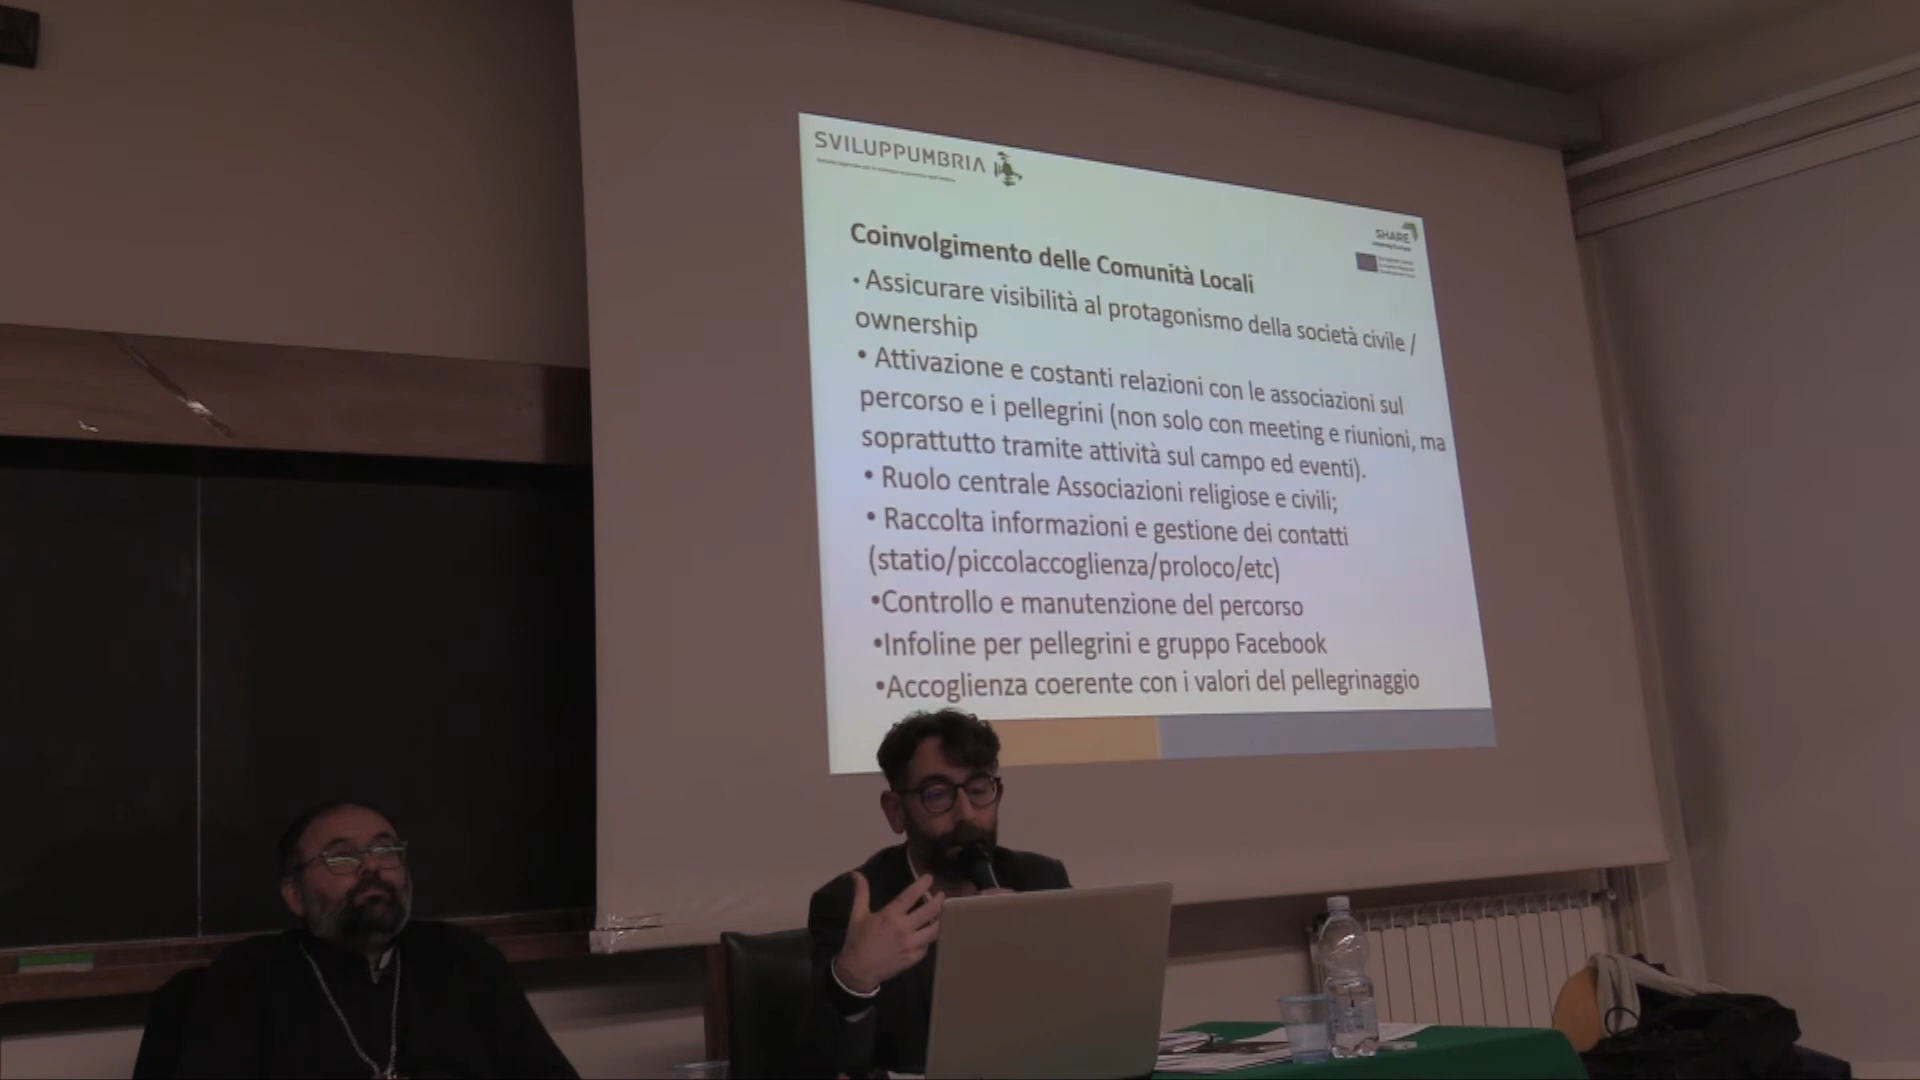 SVILUPPUMBRIA
SHARE
Coinvolgimento delle Comunità Locali
• Assicurare visibilità al protagonismo della società civile /
ownership
• Attivazione e costanti relazioni con le associazioni sul
percorso e i pellegrini (non solo con meeting e riunioni, ma
soprattutto tramite attività sul campo ed eventi).
• Ruolo centrale Associazioni religiose e civili;
• Raccolta informazioni e gestione dei contatti
(statio/piccolaccoglienza/proloco/etc)
•Controllo e manutenzione del percorso
•Infoline per pellegrini e gruppo Facebook
•Accoglienza coerente con i valori del pellegrinaggio